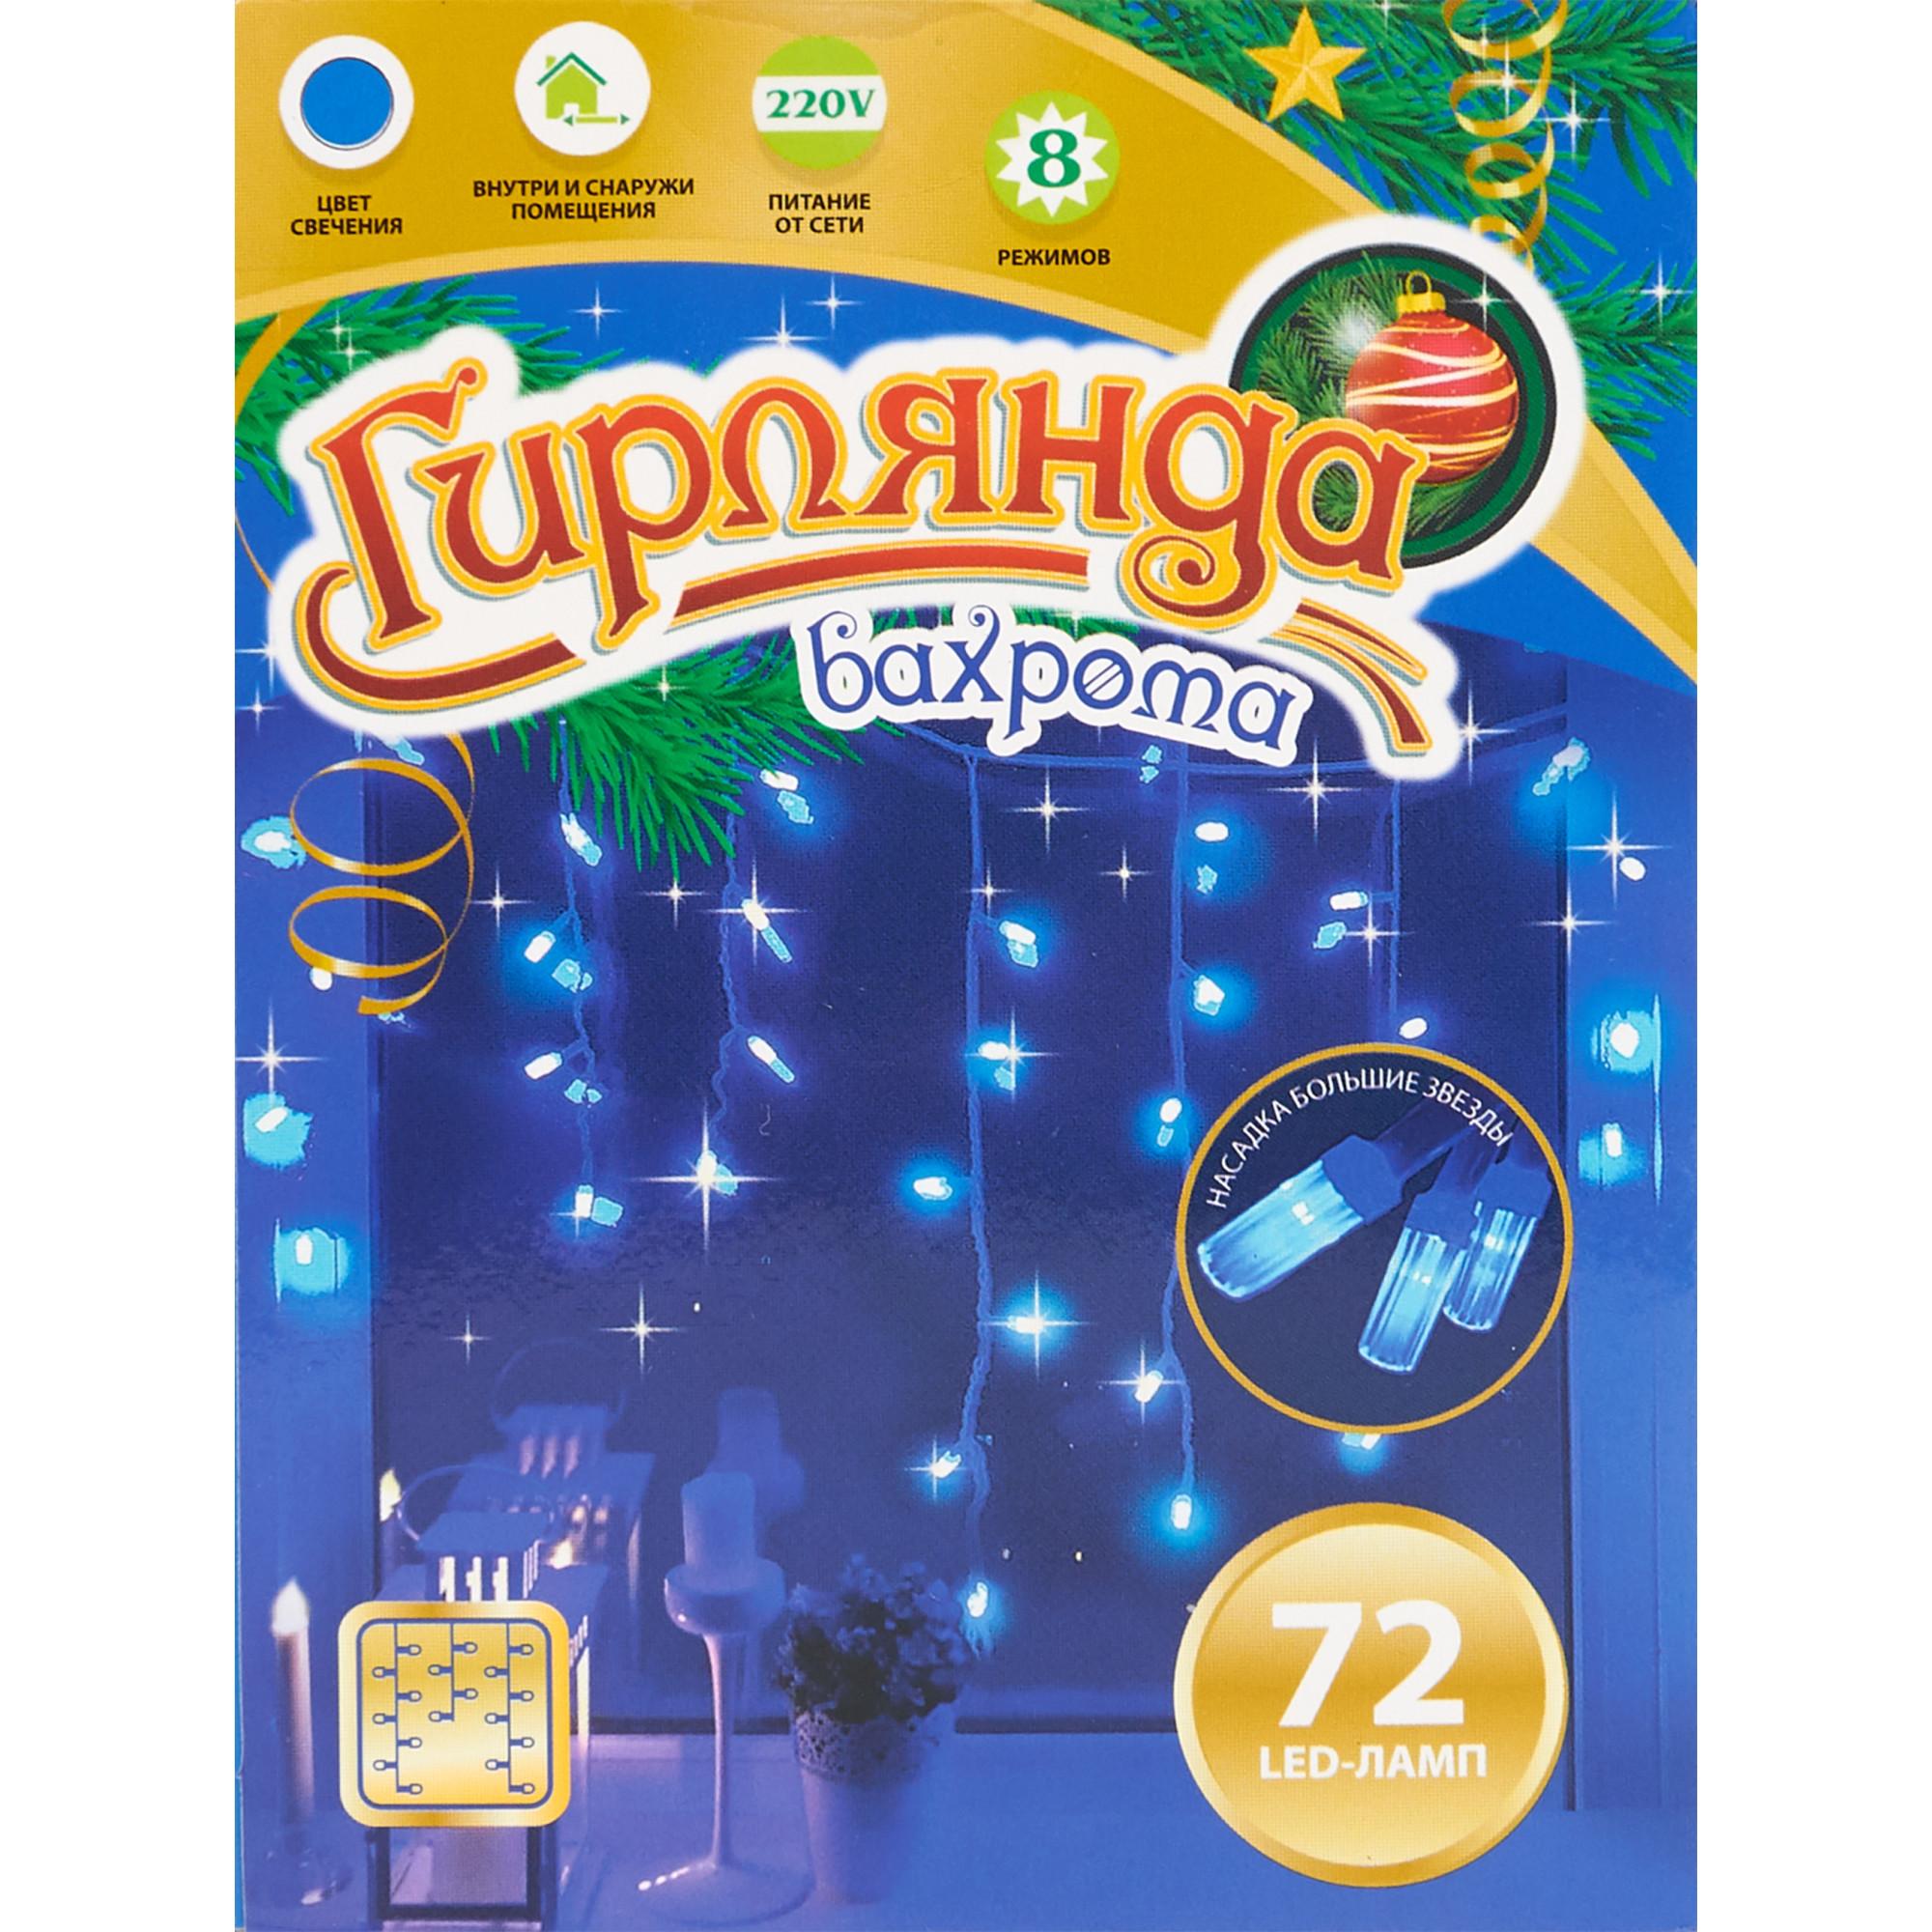 ЦВЕТ
СВЕЧЕНИЯ
ВНУТРИ И СНАРУЖИ
ПОМЕЩЕНИЯ
220V
ПИТАНИЕ
ОТ СЕТИ
8
РЕЖИМОВ
Гирлянда
бахрома
НАСАДКА БОЛЬШИЕ ЗВЕЗДЫ
72
LED-ЛАМП